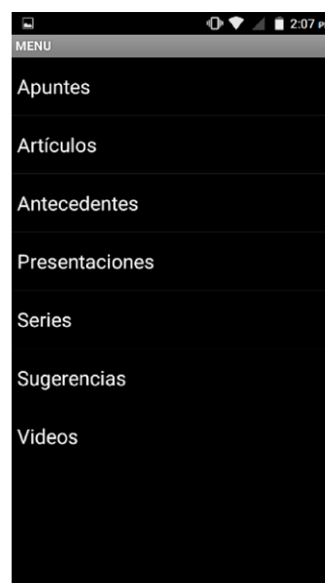 2:07
MENU
Apuntes
Artículos
Antecedentes
Presentaciones
Series
Sugerencias
Videos